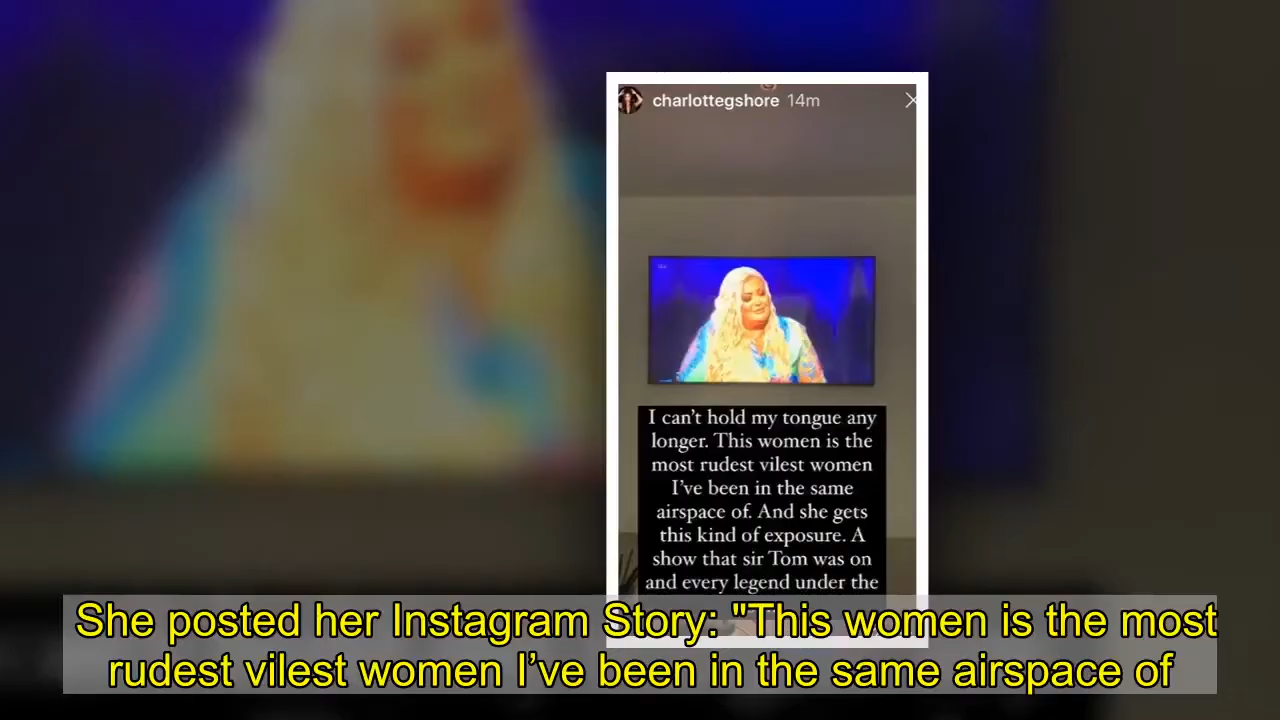 charlottegshore 14m
I can't hold my tongue any
longer. This women is the
most rudest vilest women
I've been in the same
airspace of. And she gets
this kind of exposure. A
show that sir Tom was on
and every legend under the
She posted her Instagram Story: "This women is the most
rudest vilest women I’ve been in the same airspace of